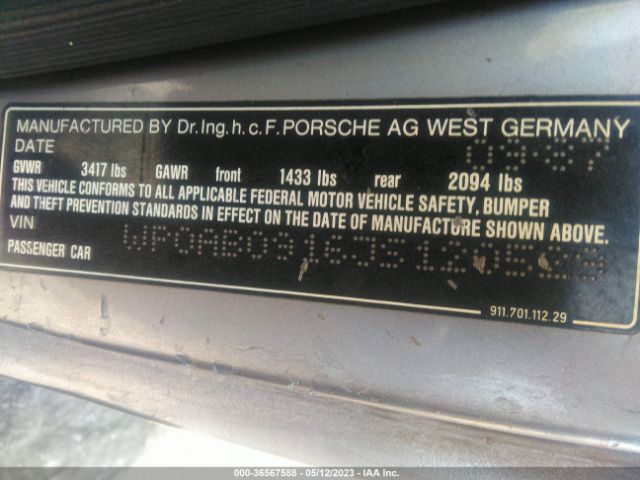 MANUFACTURED BY Dr.Ing.h.c.F.PORSCHE AG WEST GERMANY
DATE 09-87
GVWR 3417 lbs GAWR front 1433 lbs rear 2094 lbs
THIS VEHICLE CONFORMS TO ALL APPLICABLE FEDERAL MOTOR VEHICLE SAFETY, BUMPER
AND THEFT PREVENTION STANDARDS IN EFFECT ON THE DATE OF MANUFACTURE SHOWN ABOVE.
VIN
PASSENGER CAR
911.701.112.29
000-36567588 - 05/12/2023 - IAA Inc.